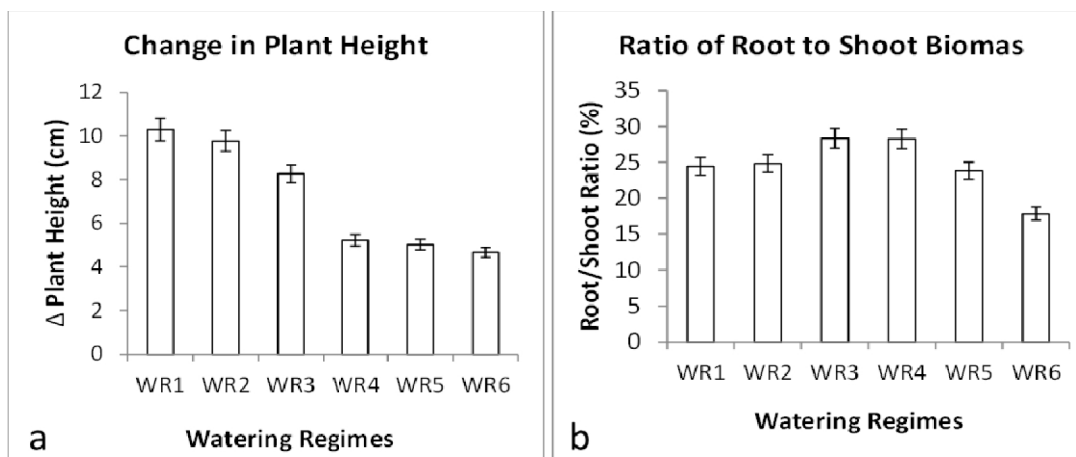 Change in Plant Height
Δ Plant Height (cm)
12
10
8
6
4
2
0
WR1 WR2 WR3 WR4 WR5 WR6
Watering Regimes
a
Ratio of Root to Shoot Biomas
Root/Shoot Ratio (%)
35
30
25
20
15
10
5
0
WR1 WR2 WR3 WR4 WR5 WR6
Watering Regimes
b